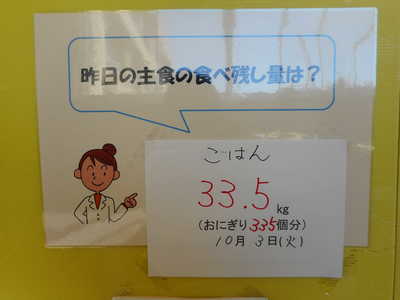 昨日の主食の食べ残し量は？
ごはん
33.5kg
(おにぎり335個分)
10月3日(火)